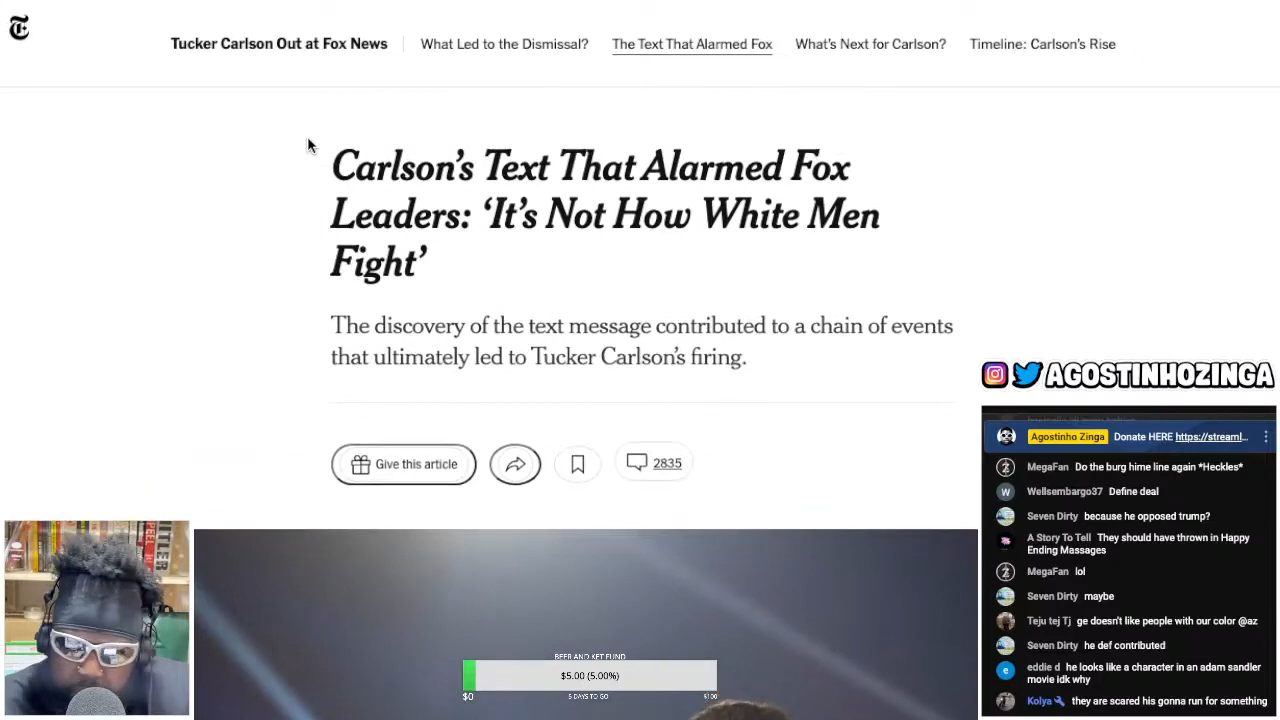 T
Tucker Carlson Out at Fox News
What Led to the Dismissal?
The Text That Alarmed Fox
What's Next for Carlson?
Timeline: Carlson's Rise
Carlson's Text That Alarmed Fox
Leaders: 'It's Not How White Men
Fight'
The discovery of the text message contributed to a chain of events
that ultimately led to Tucker Carlson's firing.
Give this article
2835
AGOSTINHOZINGA
Agostinho Zinga Donate HERE https://streaml...
MegaFan Do the burg hime line again *Heckles*
Wellsembargo37 Define deal
Seven Dirty because he opposed trump?
A Story To Tell They should have thrown in Happy
Ending Massages
MegaFan lol
Seven Dirty maybe
Teju tej Tj ge doesn't like people with our color @az
Seven Dirty he def contributed
eddie d he looks like a character in an adam sandler
movie idk why
Kolya they are scared his gonna run for something
BEER AND KET FUND
$5.00 (5.00%)
$0
5 DAYS TO GO
$100